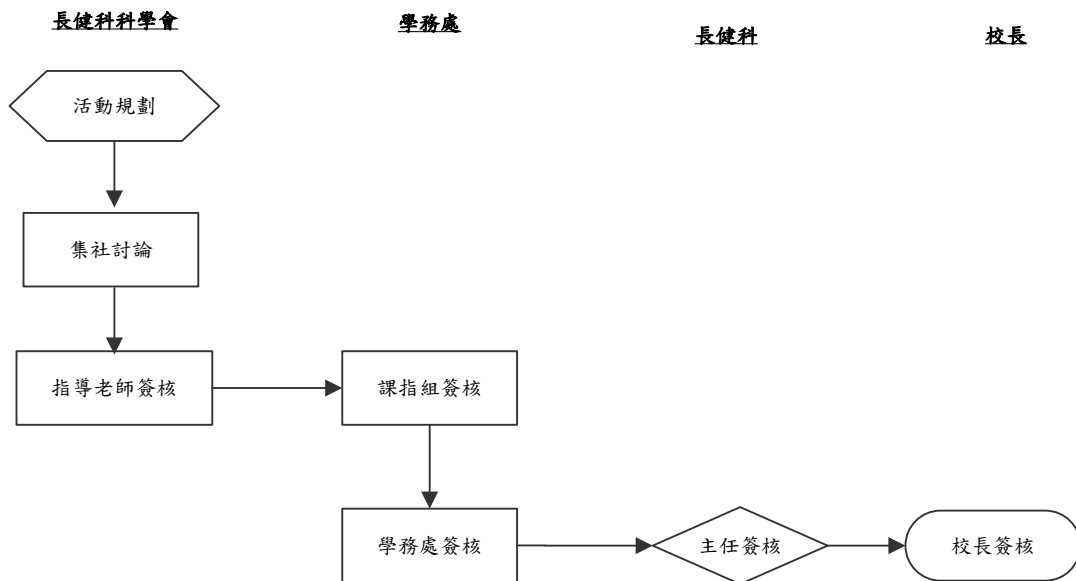 長健科科學會
學務處
長健科
校長
活動規劃
集社討論
指導老師簽核
課指組簽核
學務處簽核
主任簽核
校長簽核